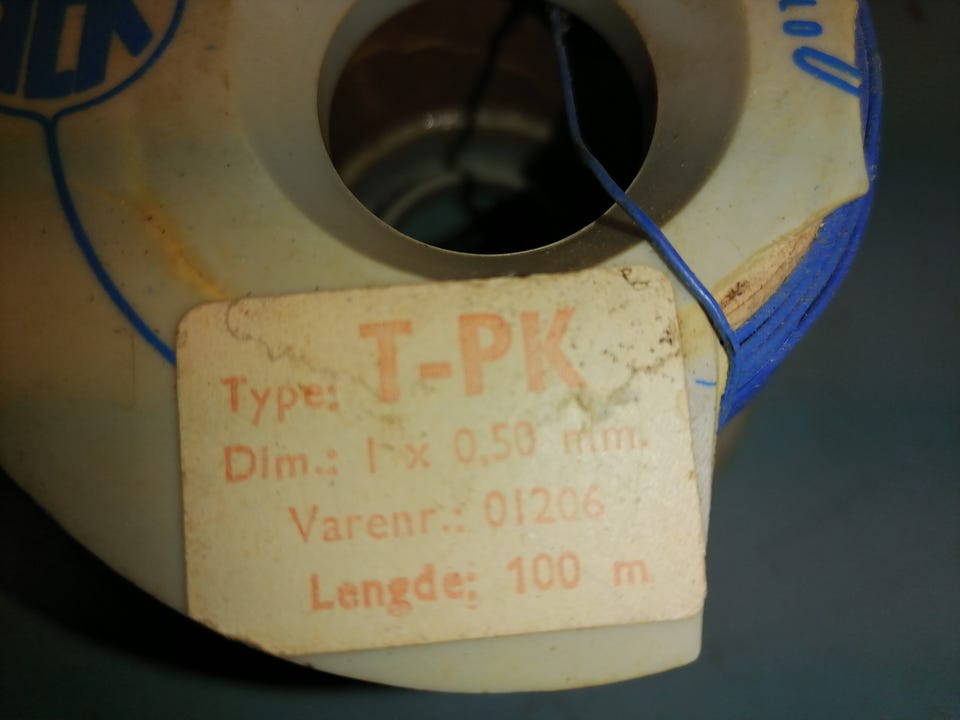 Type: T-PK
Dim.: 1 x 0,50 mm.
Varenr.: 01206
Lengde: 100 m